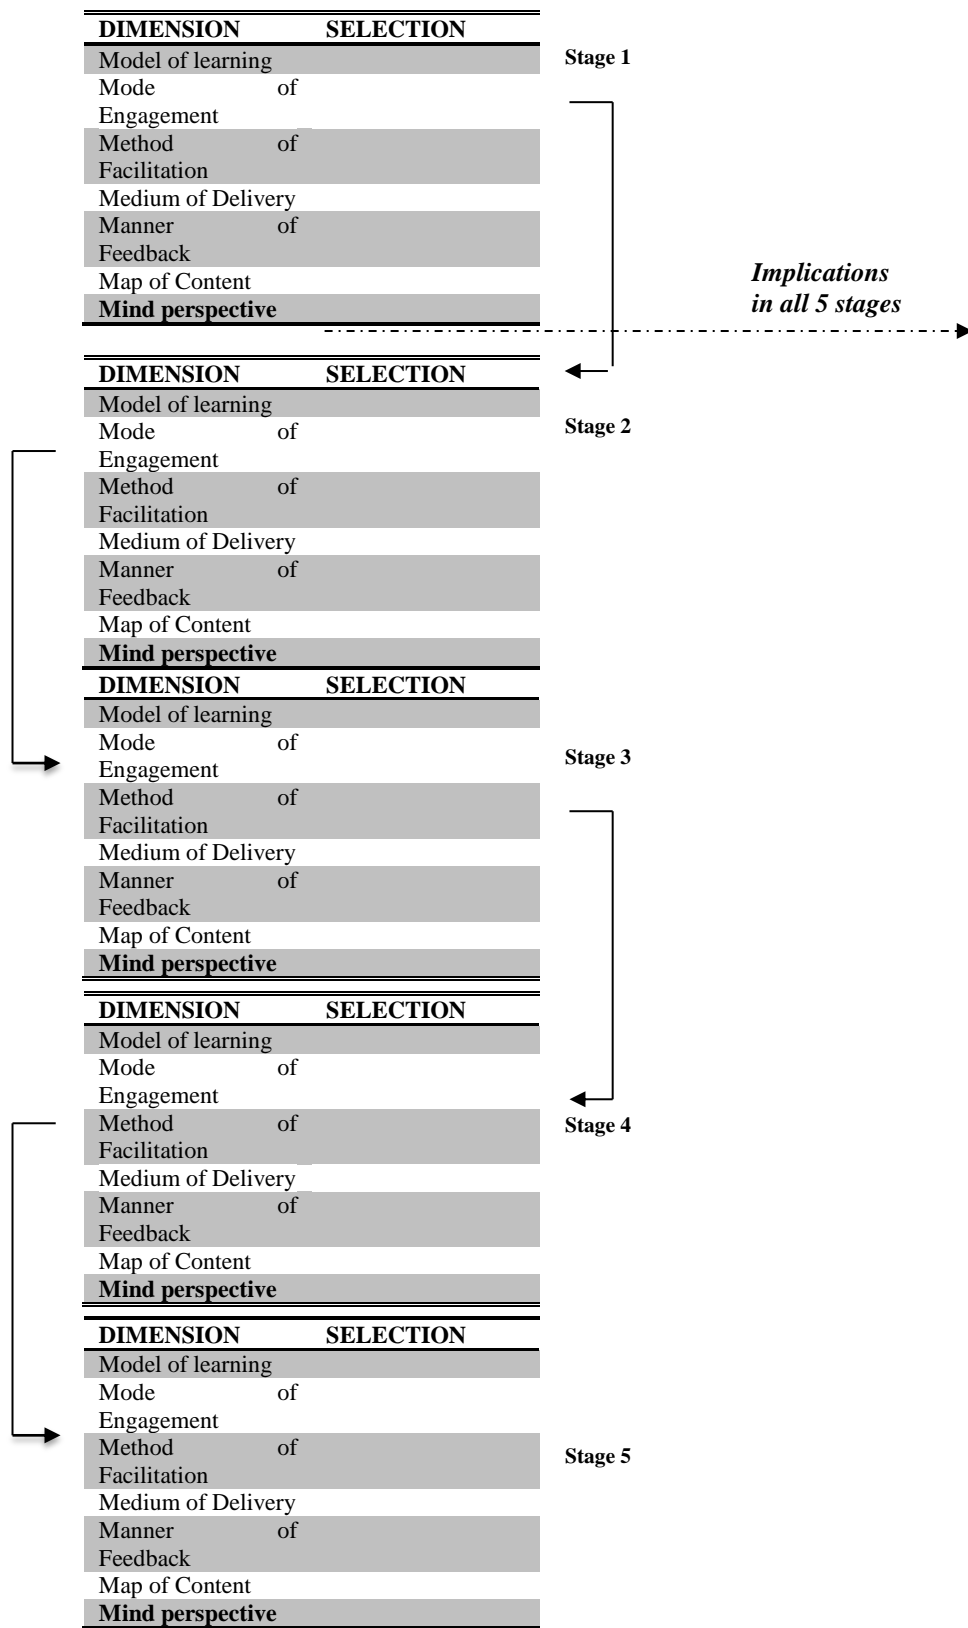 DIMENSION SELECTION
Model of learning
Stage 1
Mode of
Engagement
Method of
Facilitation
Medium of Delivery
Manner of
Feedback
Map of Content
Mind perspective
Implications
in all 5 stages
DIMENSION SELECTION
Model of learning
Mode of
Stage 2
Engagement
Method of
Facilitation
Medium of Delivery
Manner of
Feedback
Map of Content
Mind perspective
DIMENSION SELECTION
Model of learning
Mode of
Engagement
Stage 3
Method of
Facilitation
Medium of Delivery
Manner of
Feedback
Map of Content
Mind perspective
DIMENSION SELECTION
Model of learning
Mode of
Engagement
Method of
Stage 4
Facilitation
Medium of Delivery
Manner of
Feedback
Map of Content
Mind perspective
DIMENSION SELECTION
Model of learning
Mode of
Engagement
Method of
Stage 5
Facilitation
Medium of Delivery
Manner of
Feedback
Map of Content
Mind perspective